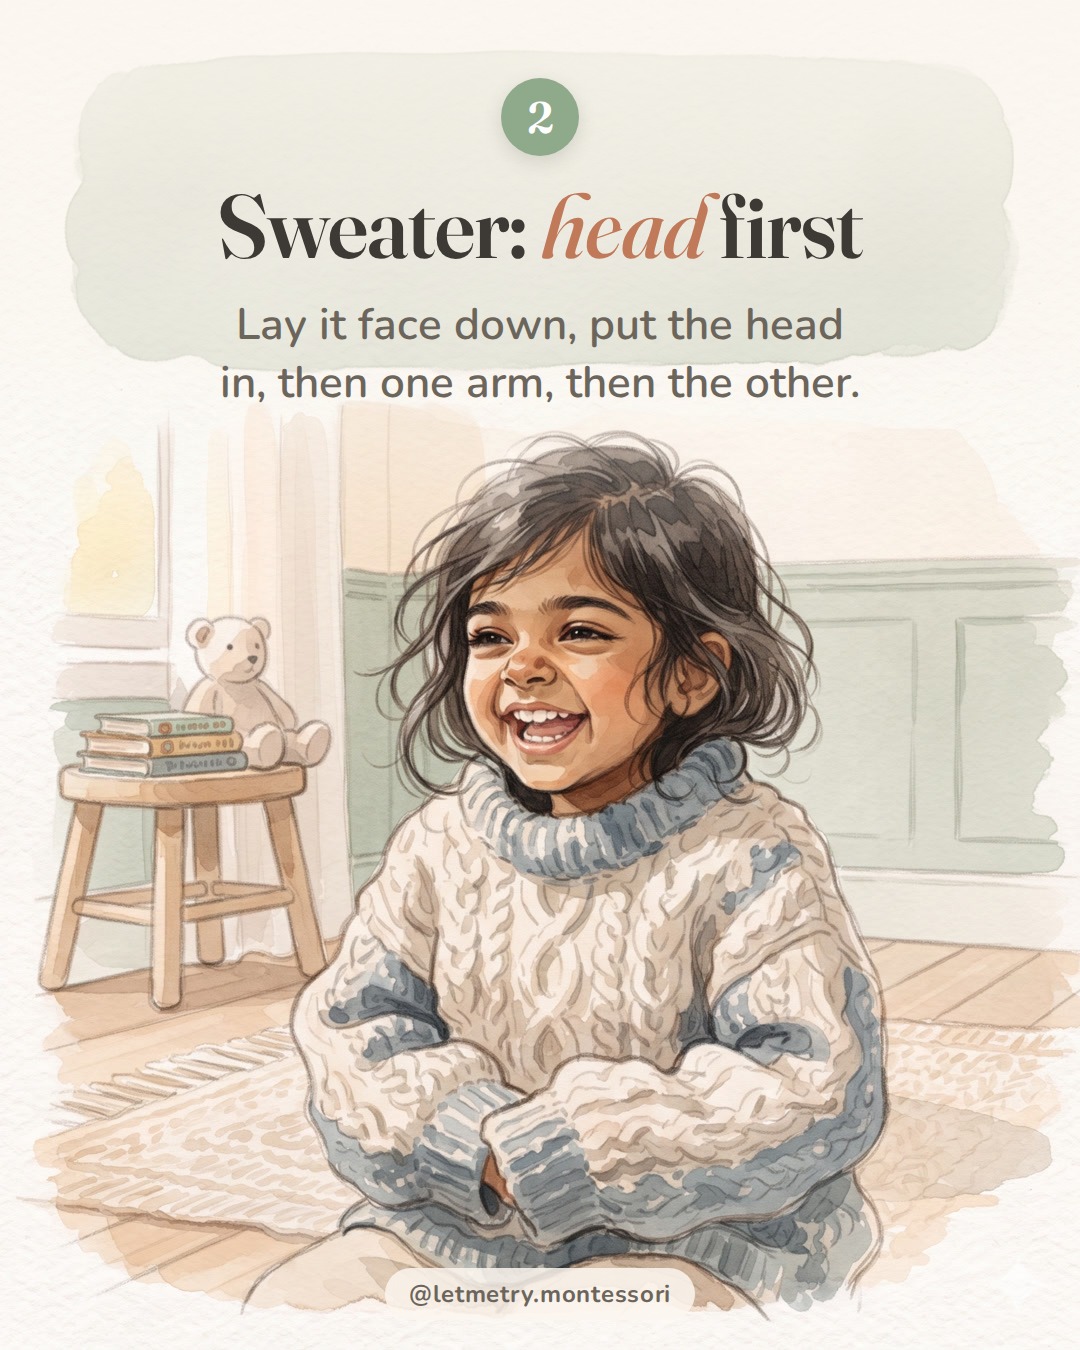 2
Sweater: head first
Lay it face down, put the head
in, then one arm, then the other.
@letmetry.montessori